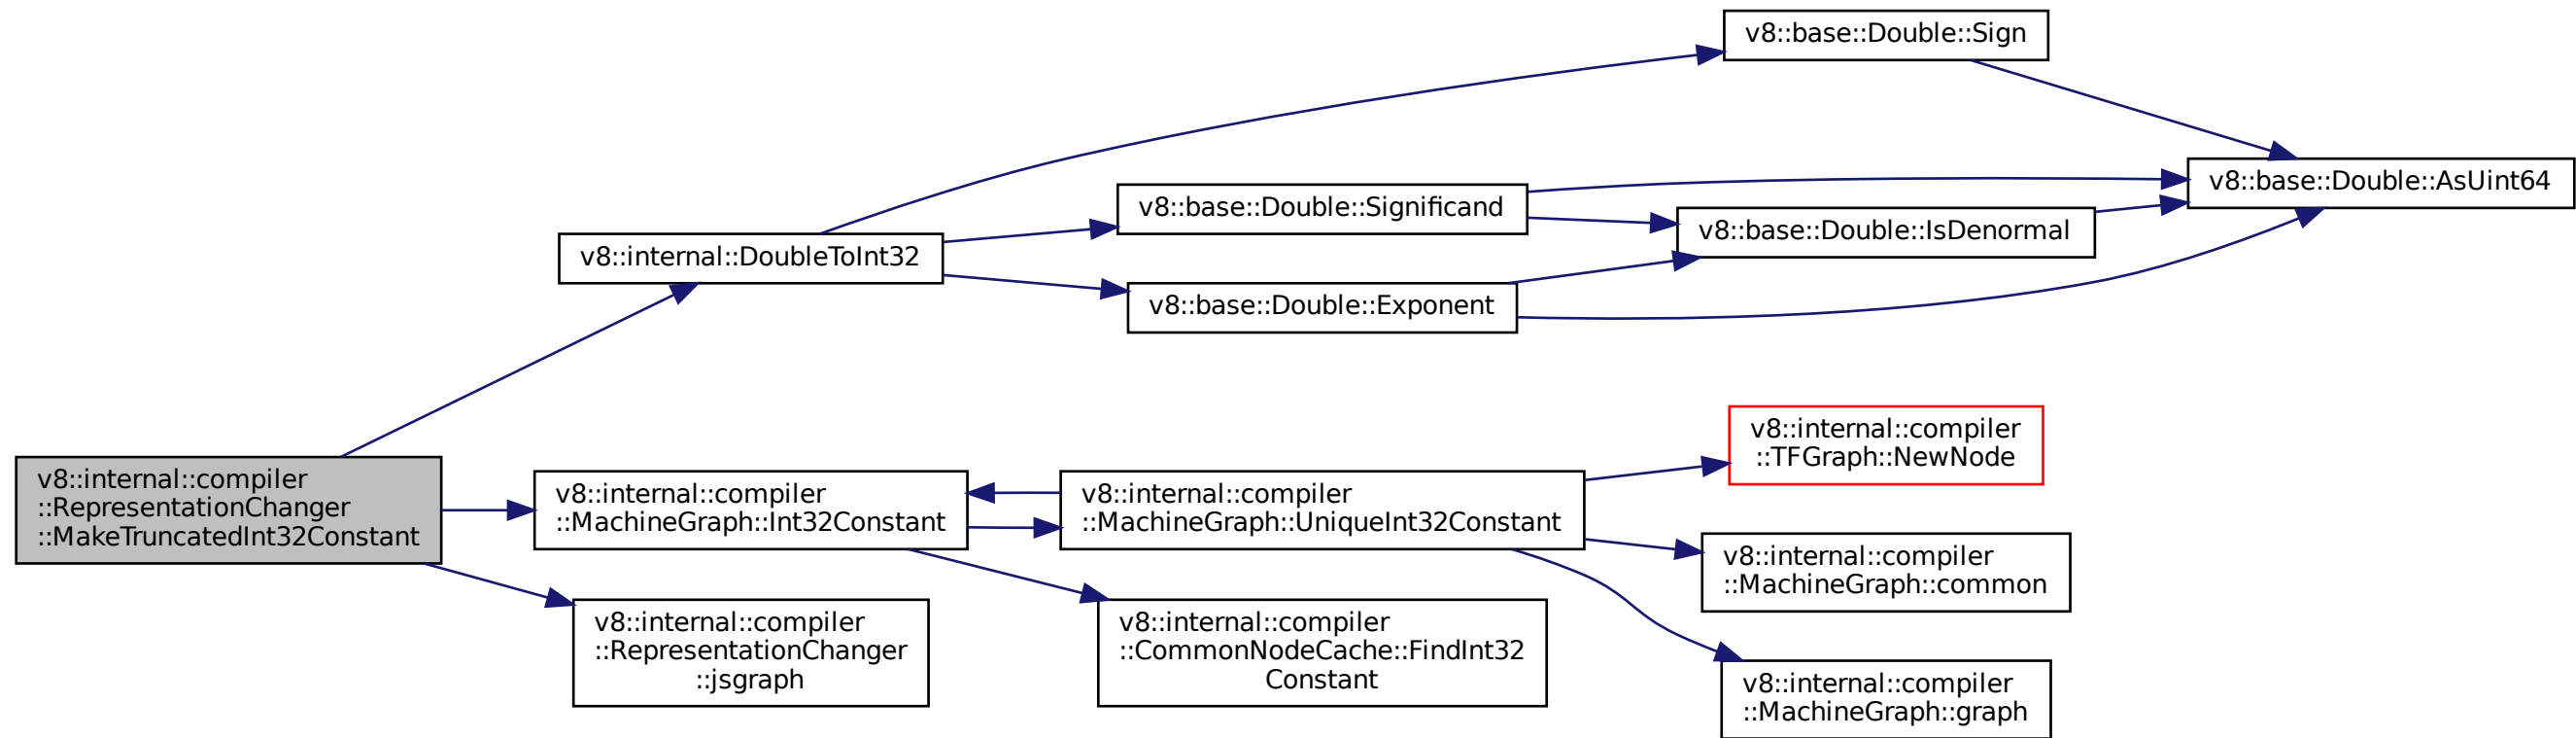 v8::base::Double::Sign
v8::base::Double::AsUint64
v8::base::Double::Significand
v8::base::Double::IsDenormal
v8::internal::DoubleToInt32
v8::base::Double::Exponent
v8::internal::compiler
::TFGraph::NewNode
v8::internal::compiler
::RepresentationChanger
::MakeTruncatedInt32Constant
v8::internal::compiler
::MachineGraph::Int32Constant
v8::internal::compiler
::MachineGraph::UniqueInt32Constant
v8::internal::compiler
::MachineGraph::common
v8::internal::compiler
::RepresentationChanger
::jsgraph
v8::internal::compiler
::CommonNodeCache::FindInt32
Constant
v8::internal::compiler
::MachineGraph::graph